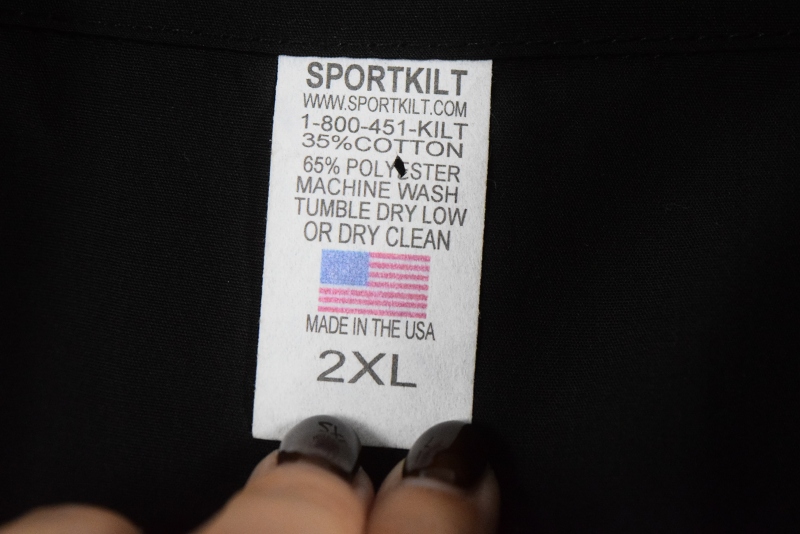 SPORTKILT
WWW.SPORTKILT.COM
1-800-451-KILT
35%COTTON
65% POLYESTER
MACHINE WASH
TUMBLE DRY LOW
OR DRY CLEAN
MADE IN THE USA
2XL